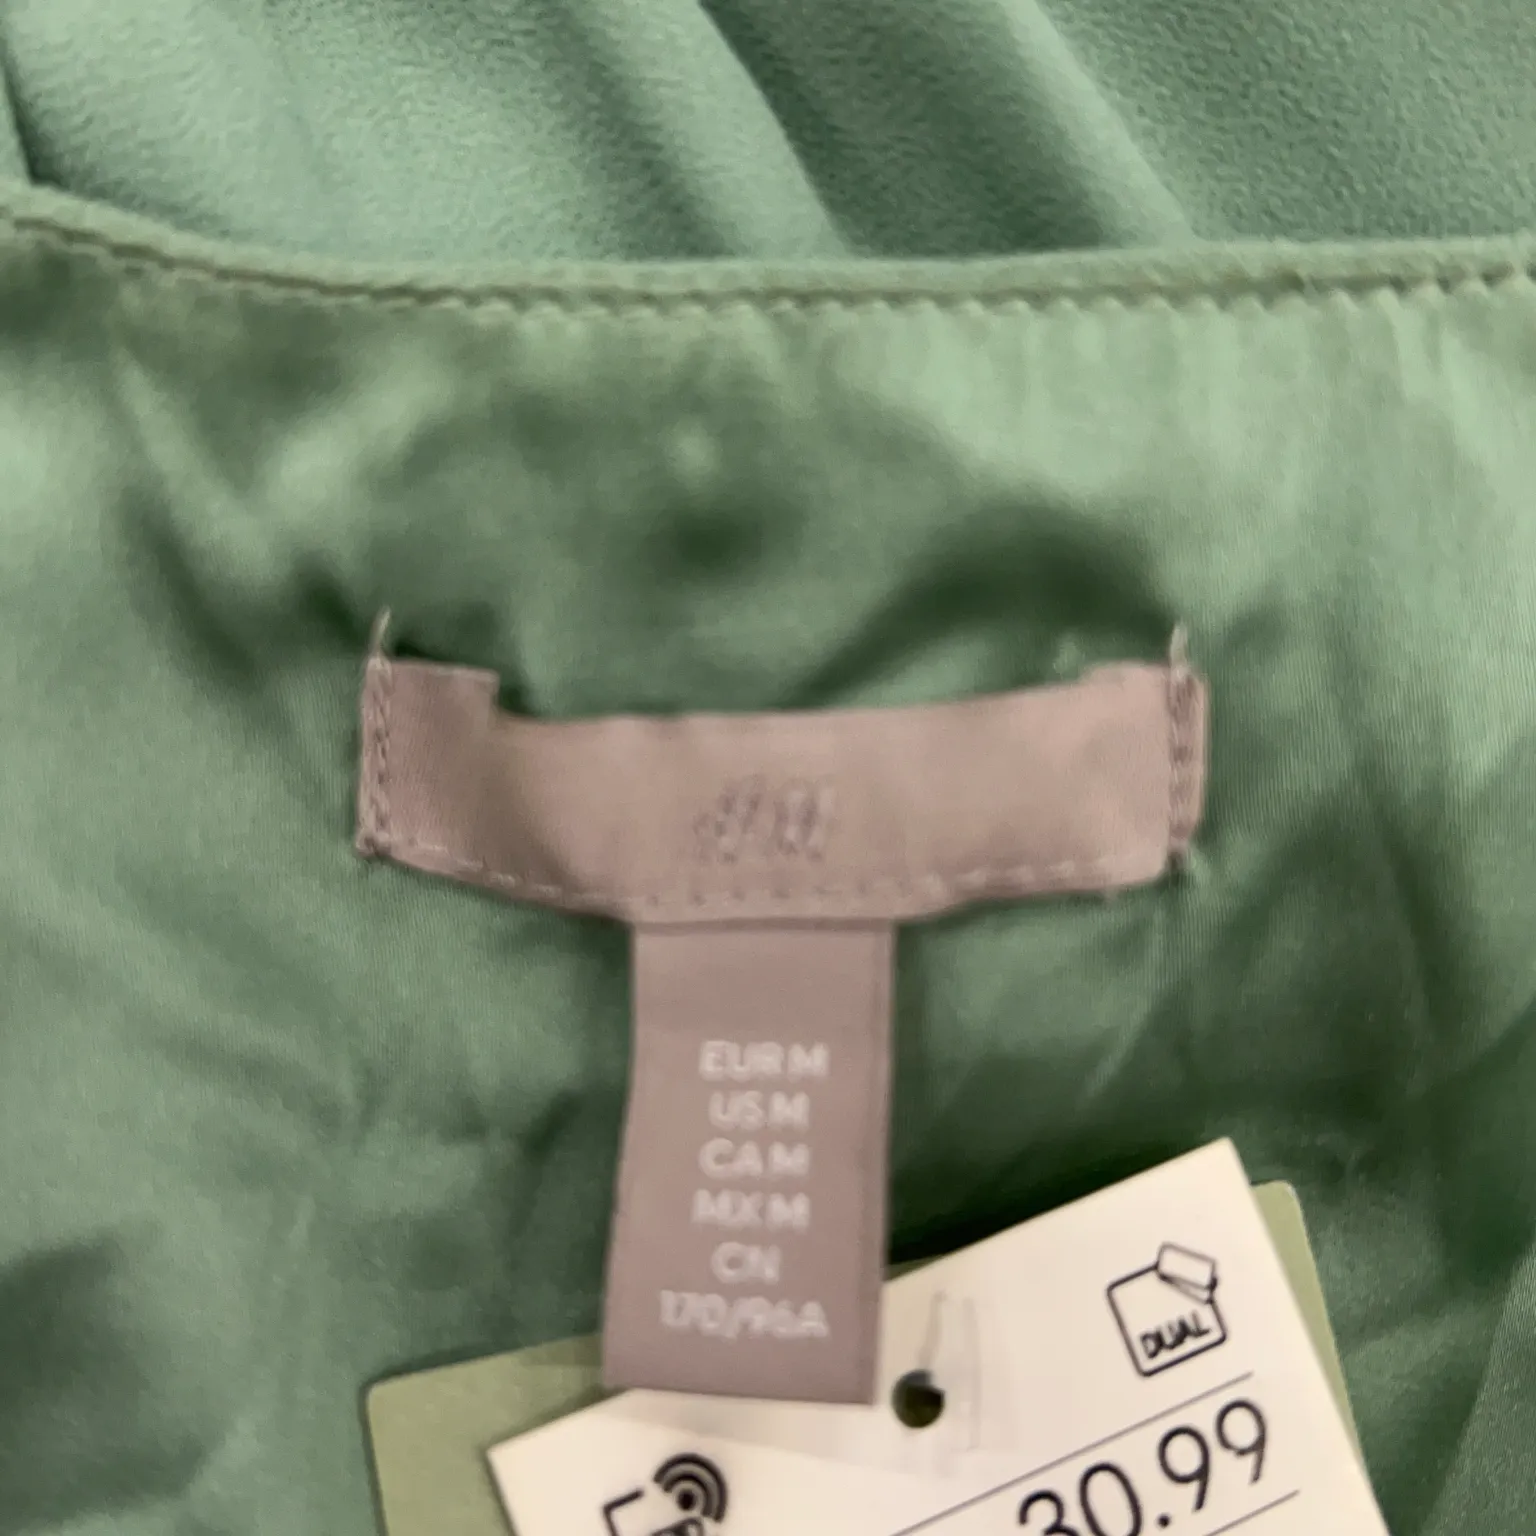 H&M
EUR M
US M
CA M
MX M
CN
170/96A
DUAL
30.99